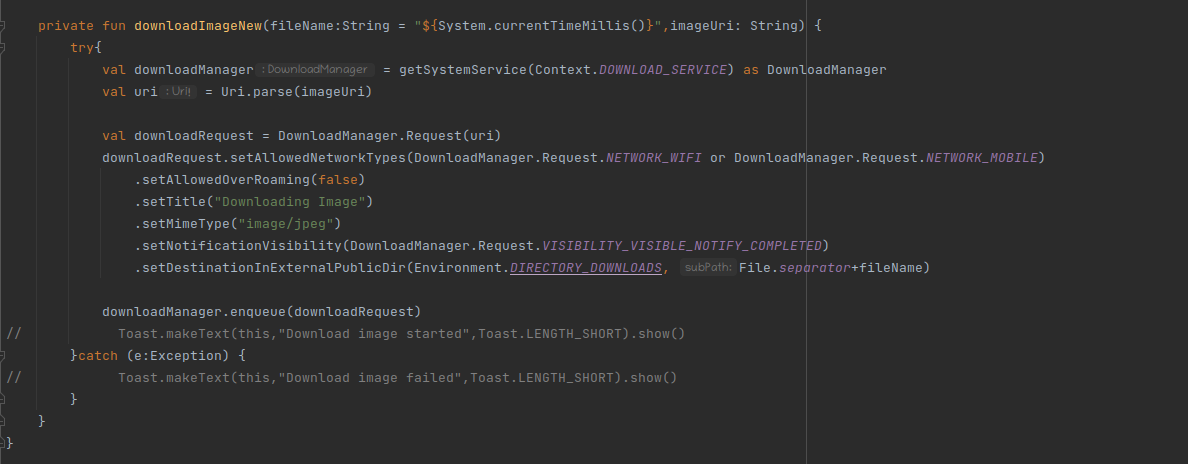 private fun downloadImageNew(fileName:String = "${System.currentTimeMillis()}",imageUri: String) {
try{
val downloadManager :DownloadManager = getSystemService(Context.DOWNLOAD_SERVICE) as DownloadManager
val uri :Uri! = Uri.parse(imageUri)
val downloadRequest = DownloadManager.Request(uri)
downloadRequest.setAllowedNetworkTypes(DownloadManager.Request.NETWORK_WIFI or DownloadManager.Request.NETWORK_MOBILE)
.setAllowedOverRoaming(false)
.setTitle("Downloading Image")
.setMimeType("image/jpeg")
.setNotificationVisibility(DownloadManager.Request.VISIBILITY_VISIBLE_NOTIFY_COMPLETED)
.setDestinationInExternalPublicDir(Environment.DIRECTORY_DOWNLOADS, subPath: File.separator+fileName)
downloadManager.enqueue(downloadRequest)
// Toast.makeText(this,"Download image started",Toast.LENGTH_SHORT).show()
}catch (e:Exception) {
// Toast.makeText(this,"Download image failed",Toast.LENGTH_SHORT).show()
}
}
}